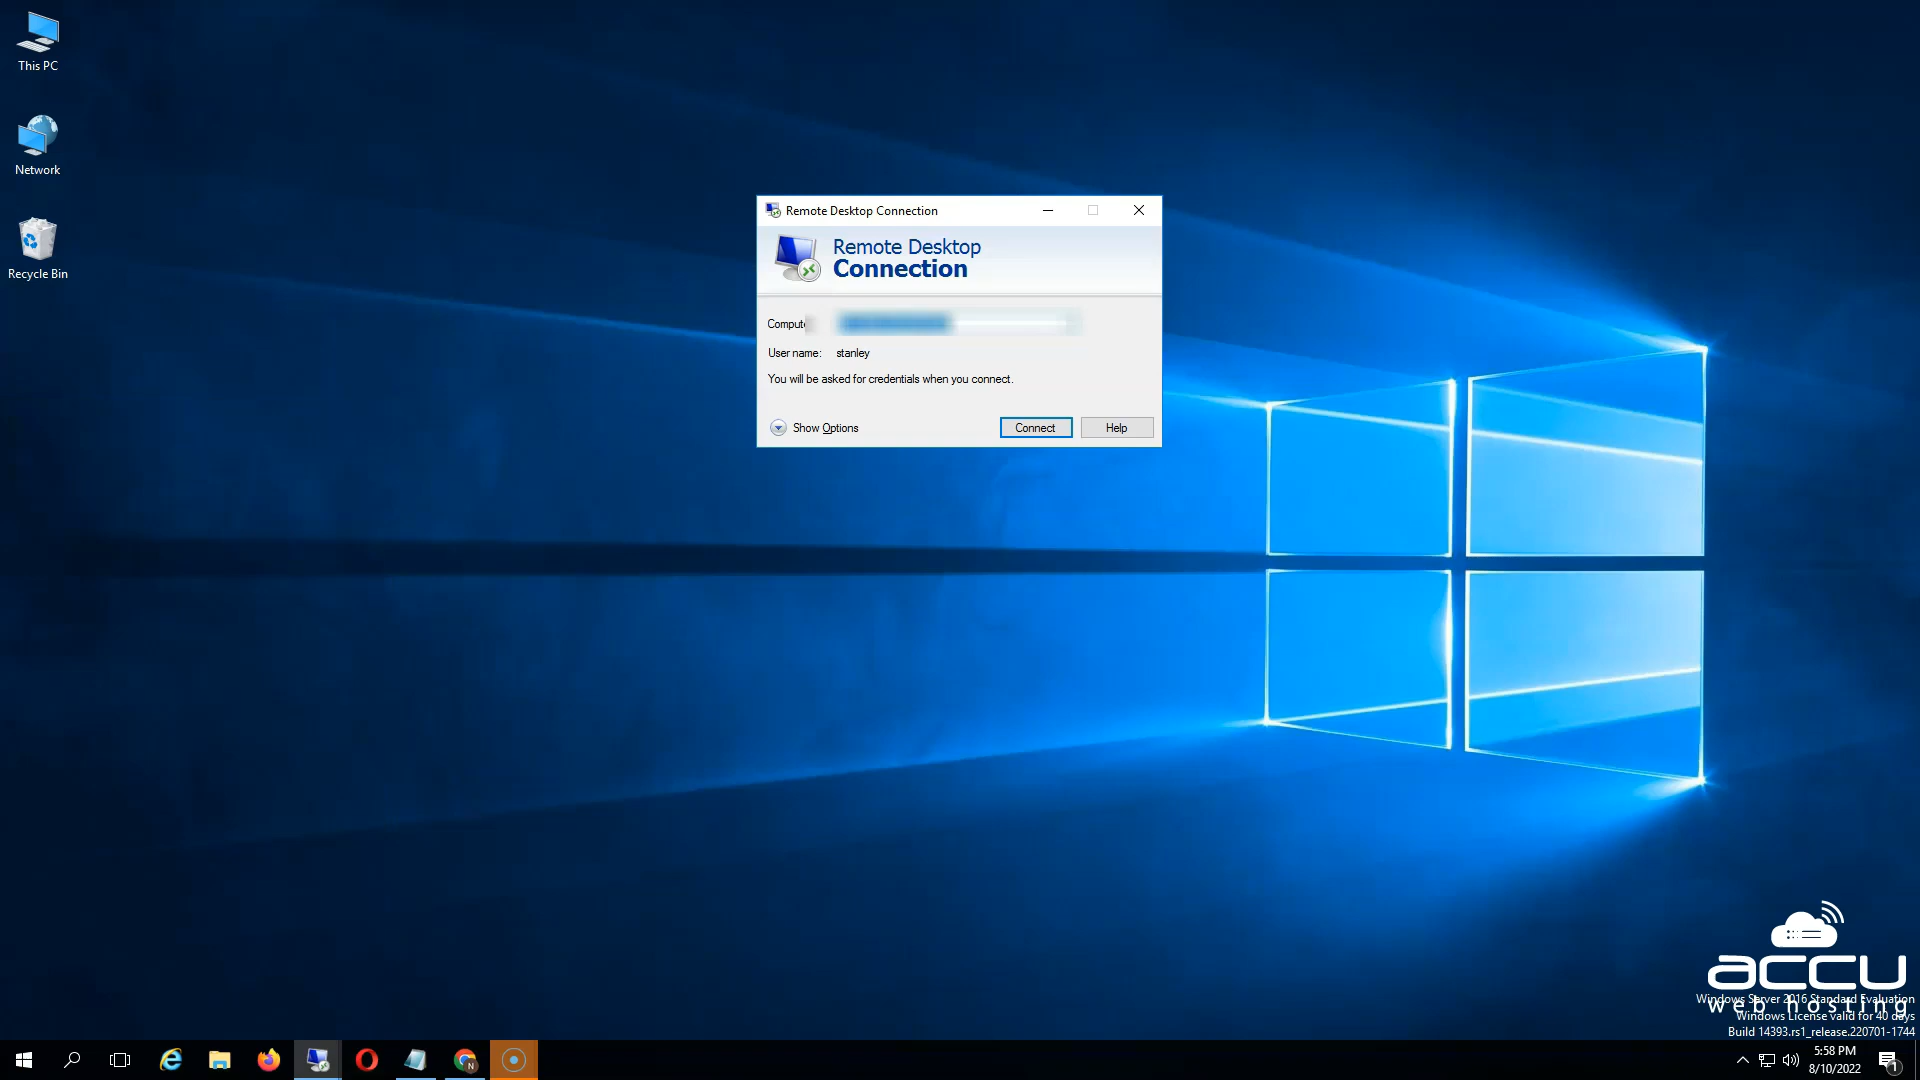 This PC
Network
Recycle Bin
Remote Desktop Connection
Remote Desktop
Connection
User name: stanley
You will be asked for credentials when you connect.
Show Options
Connect
Help
accu
web hosting
Windows Server 2016 Standard Evaluation
Windows License valid for 40 days
Build 14393.rs1_release.220701-1744
N
5:58 PM
8/10/2022
1